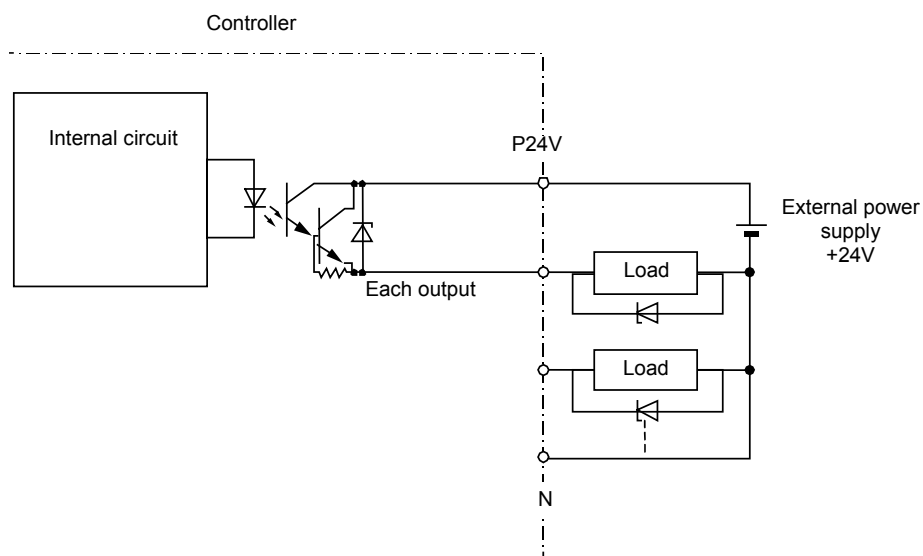 Controller
Internal circuit
P24V
External power
supply
+24V
Load
Each output
Load
N